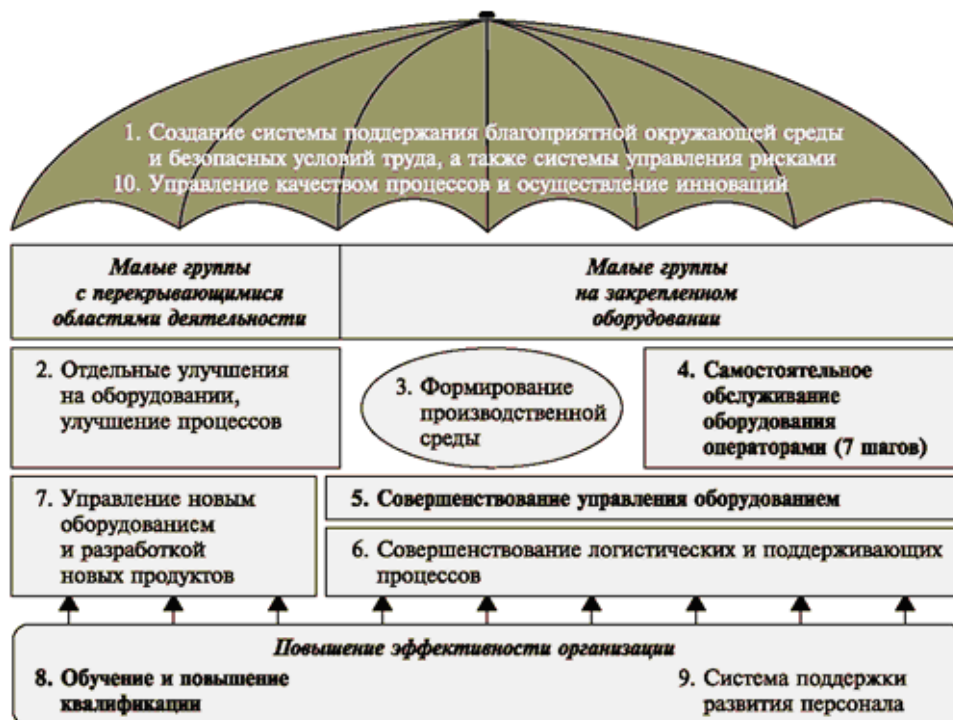 1. Создание системы поддержания благоприятной окружающей среды
и безопасных условий труда, а также системы управления рисками
10. Управление качеством процессов и осуществление инноваций
Малые группы
с перекрывающимися
областями деятельности
Малые группы
на закрепленном
оборудовании
2. Отдельные улучшения
на оборудовании,
улучшение процессов
3. Формирование
производственной
среды
4. Самостоятельное
обслуживание
оборудования
операторами (7 шагов)
7. Управление новым
оборудованием
и разработкой
новых продуктов
5. Совершенствование управления оборудованием
6. Совершенствование логистических и поддерживающих
процессов
Повышение эффективности организации
8. Обучение и повышение
квалификации
9. Система поддержки
развития персонала